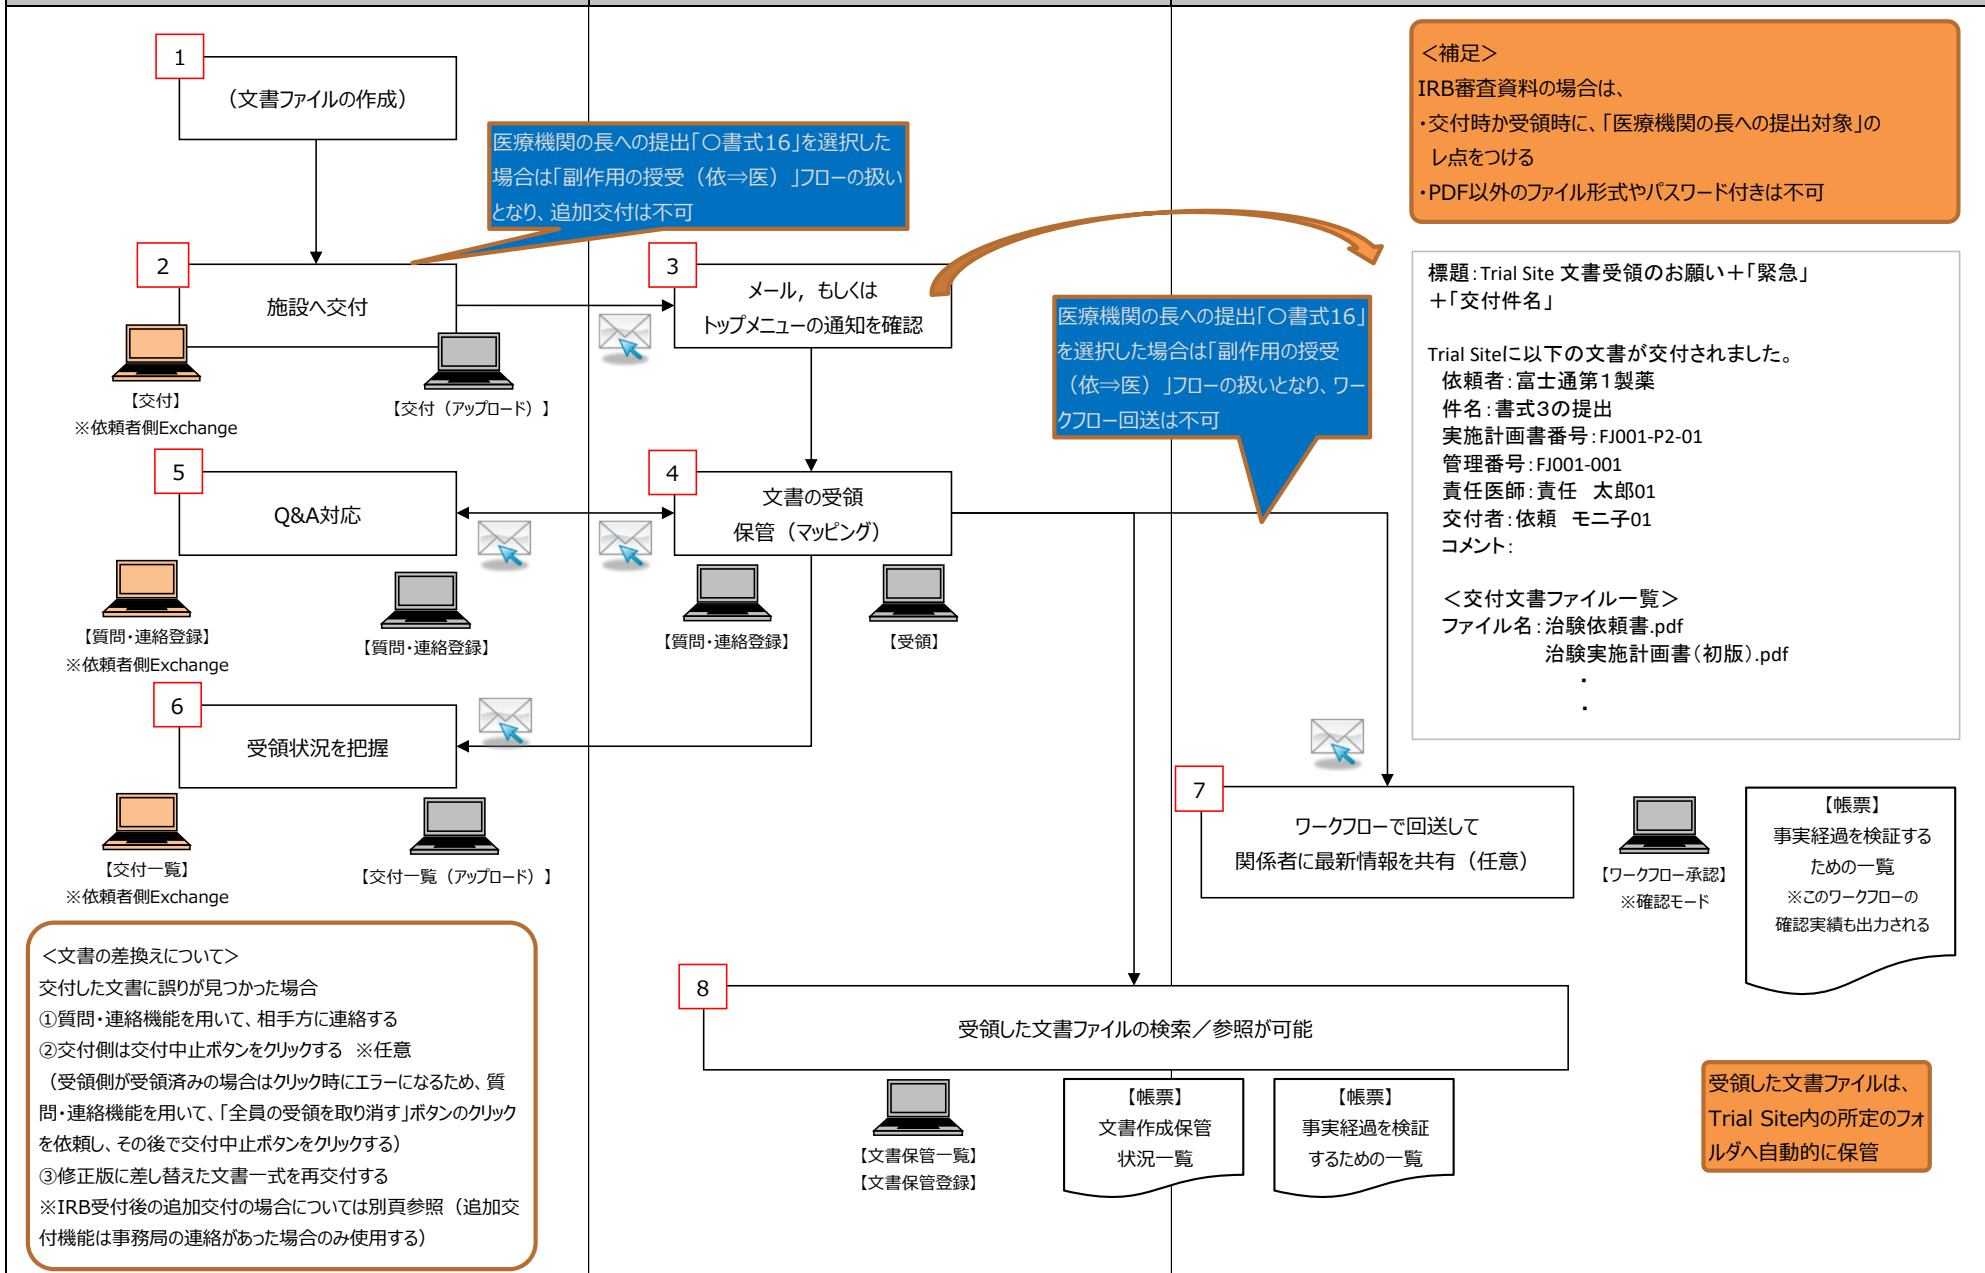 1
（文書ファイルの作成）
医療機関の長への提出「〇書式16」を選択した
場合は「副作用の授受（依⇒医）」フローの扱い
となり、追加交付は不可
＜補足＞
IRB審査資料の場合は、
・交付時か受領時に、「医療機関の長への提出対象」の
レ点をつける
・PDF以外のファイル形式やパスワード付きは不可
2
施設へ交付
【交付】
※依頼者側Exchange
【交付（アップロード）】
3
メール，もしくは
トップメニューの通知を確認
医療機関の長への提出「〇書式16」
を選択した場合は「副作用の授受
（依⇒医）」フローの扱いとなり、ワー
クフロー回送は不可
標題：Trial Site 文書受領のお願い＋「緊急」
＋「交付件名」
Trial Siteに以下の文書が交付されました。
依頼者：富士通第１製薬
件名：書式３の提出
実施計画書番号：FJ001-P2-01
管理番号：FJ001-001
責任医師：責任　太郎01
交付者：依頼　モニ子01
コメント：
＜交付文書ファイル一覧＞
ファイル名：治験依頼書.pdf
治験実施計画書（初版）.pdf
・
・
5
Q&A対応
【質問・連絡登録】
※依頼者側Exchange
【質問・連絡登録】
4
文書の受領
保管（マッピング）
【質問・連絡登録】
【受領】
6
受領状況を把握
【交付一覧】
※依頼者側Exchange
【交付一覧（アップロード）】
7
ワークフローで回送して
関係者に最新情報を共有（任意）
【ワークフロー承認】
※確認モード
【帳票】
事実経過を検証する
ための一覧
※このワークフローの
確認実績も出力される
＜文書の差換えについて＞
交付した文書に誤りが見つかった場合
①質問・連絡機能を用いて、相手方に連絡する
②交付側は交付中止ボタンをクリックする　※任意
（受領側が受領済みの場合はクリック時にエラーになるため、質
問・連絡機能を用いて、「全員の受領を取り消す」ボタンのクリック
を依頼し、その後で交付中止ボタンをクリックする）
③修正版に差し替えた文書一式を再交付する
※IRB受付後の追加交付の場合については別頁参照（追加交
付機能は事務局の連絡があった場合のみ使用する）
8
受領した文書ファイルの検索／参照が可能
【文書保管一覧】
【文書保管登録】
【帳票】
文書作成保管
状況一覧
【帳票】
事実経過を検証
するための一覧
受領した文書ファイルは、
Trial Site内の所定のフォ
ルダへ自動的に保管